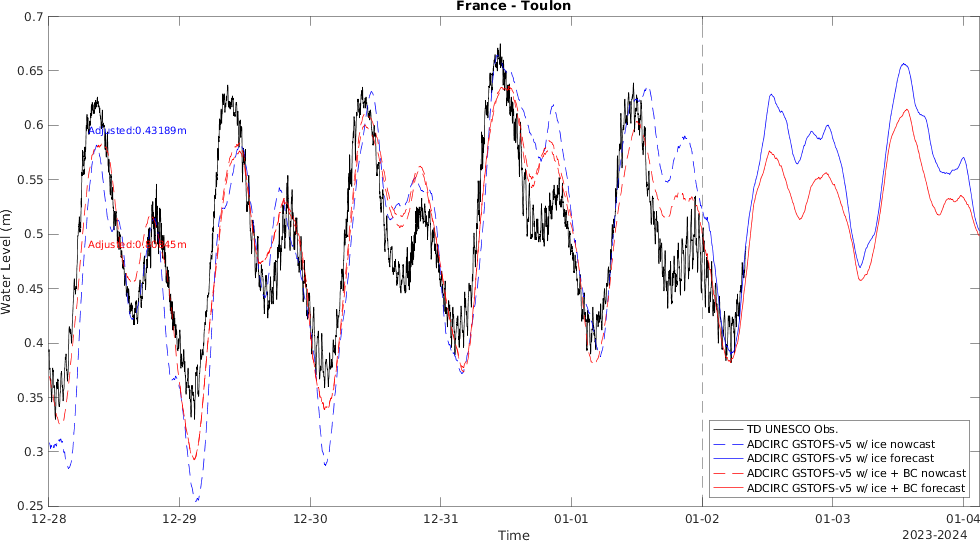 France - Toulon
0.7
0.65
0.6
0.55
0.5
0.45
0.4
0.35
0.3
0.25
Water Level (m)
Adjusted:0.43189m
TD UNESCO Obs.
ADCIRC GSTOFS-v5 w/ ice nowcast
ADCIRC GSTOFS-v5 w/ ice forecast
ADCIRC GSTOFS-v5 w/ ice + BC nowcast
ADCIRC GSTOFS-v5 w/ ice + BC forecast
12-28 12-29 12-30 12-31 01-01 01-02 01-03 01-04
Time
2023-2024